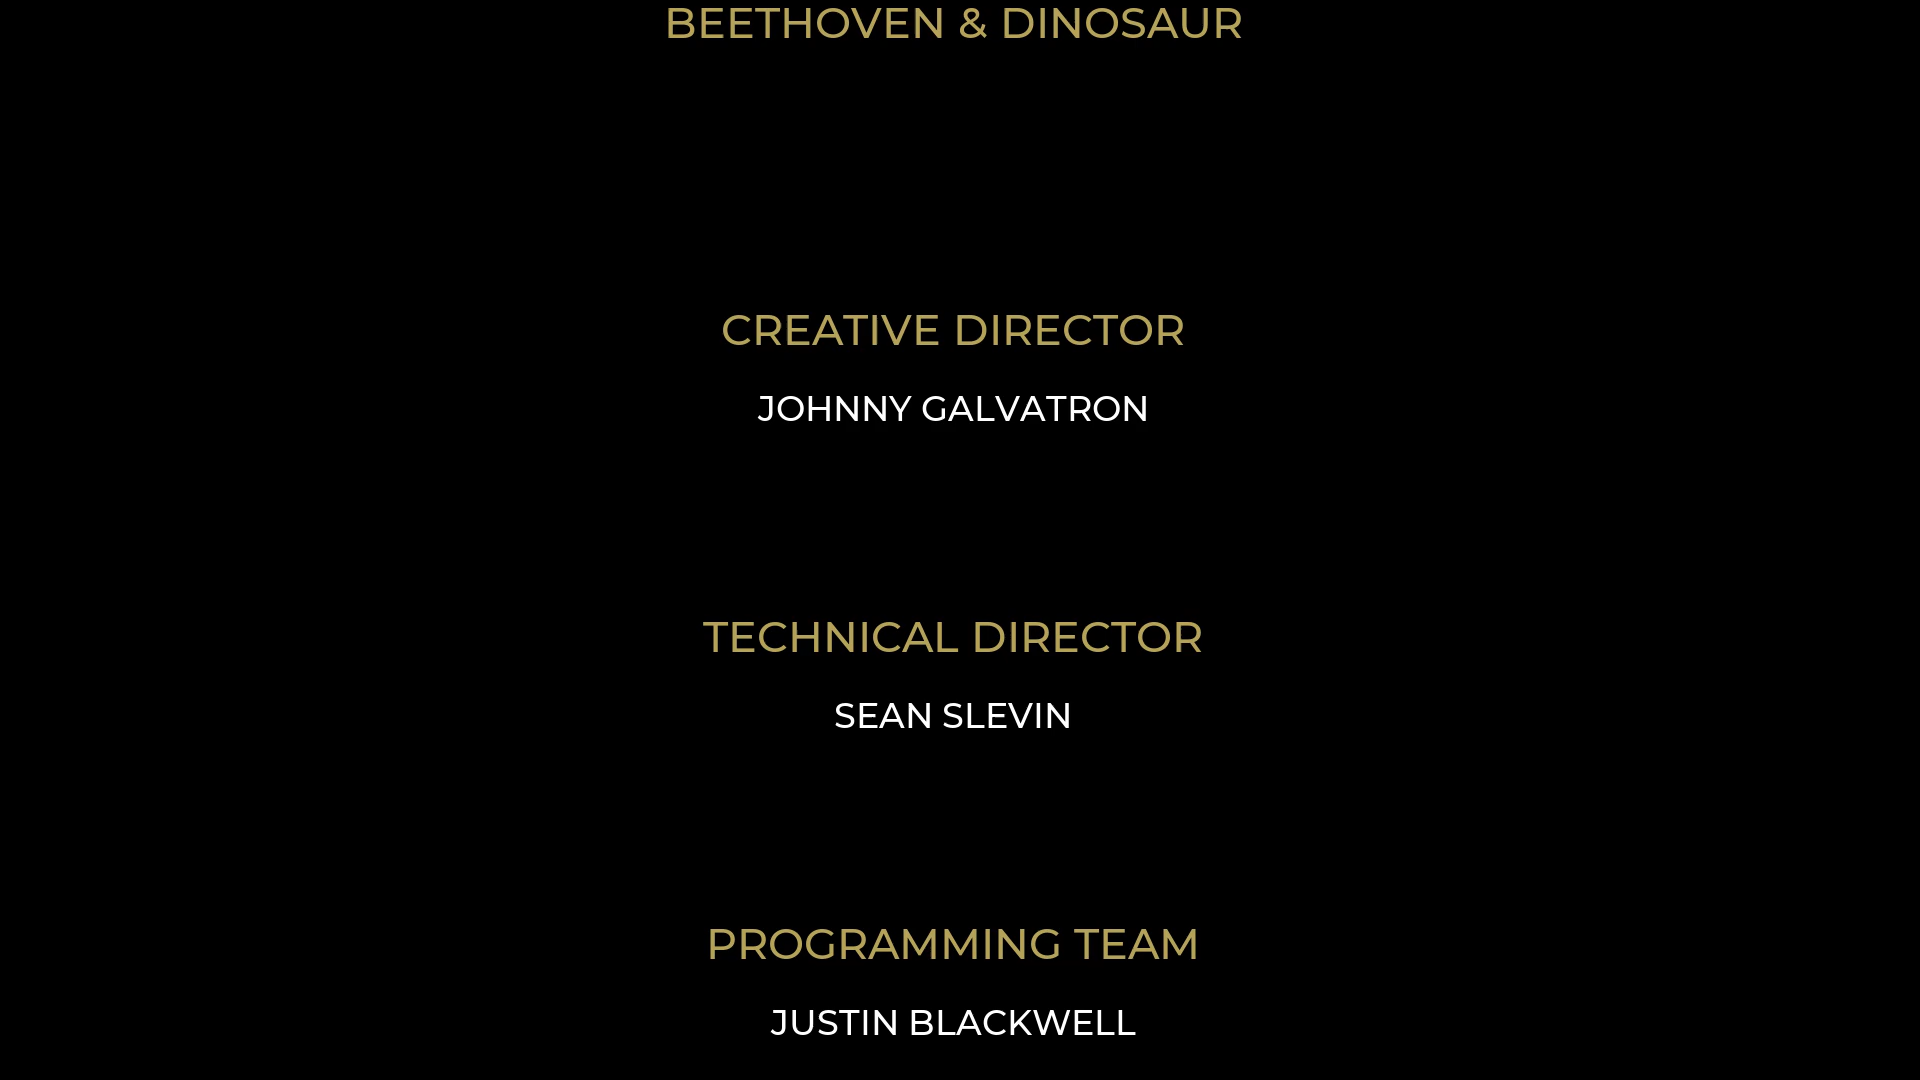 BEETHOVEN & DINOSAUR
CREATIVE DIRECTOR
JOHNNY GALVATRON
TECHNICAL DIRECTOR
SEAN SLEVIN
PROGRAMMING TEAM
JUSTIN BLACKWELL